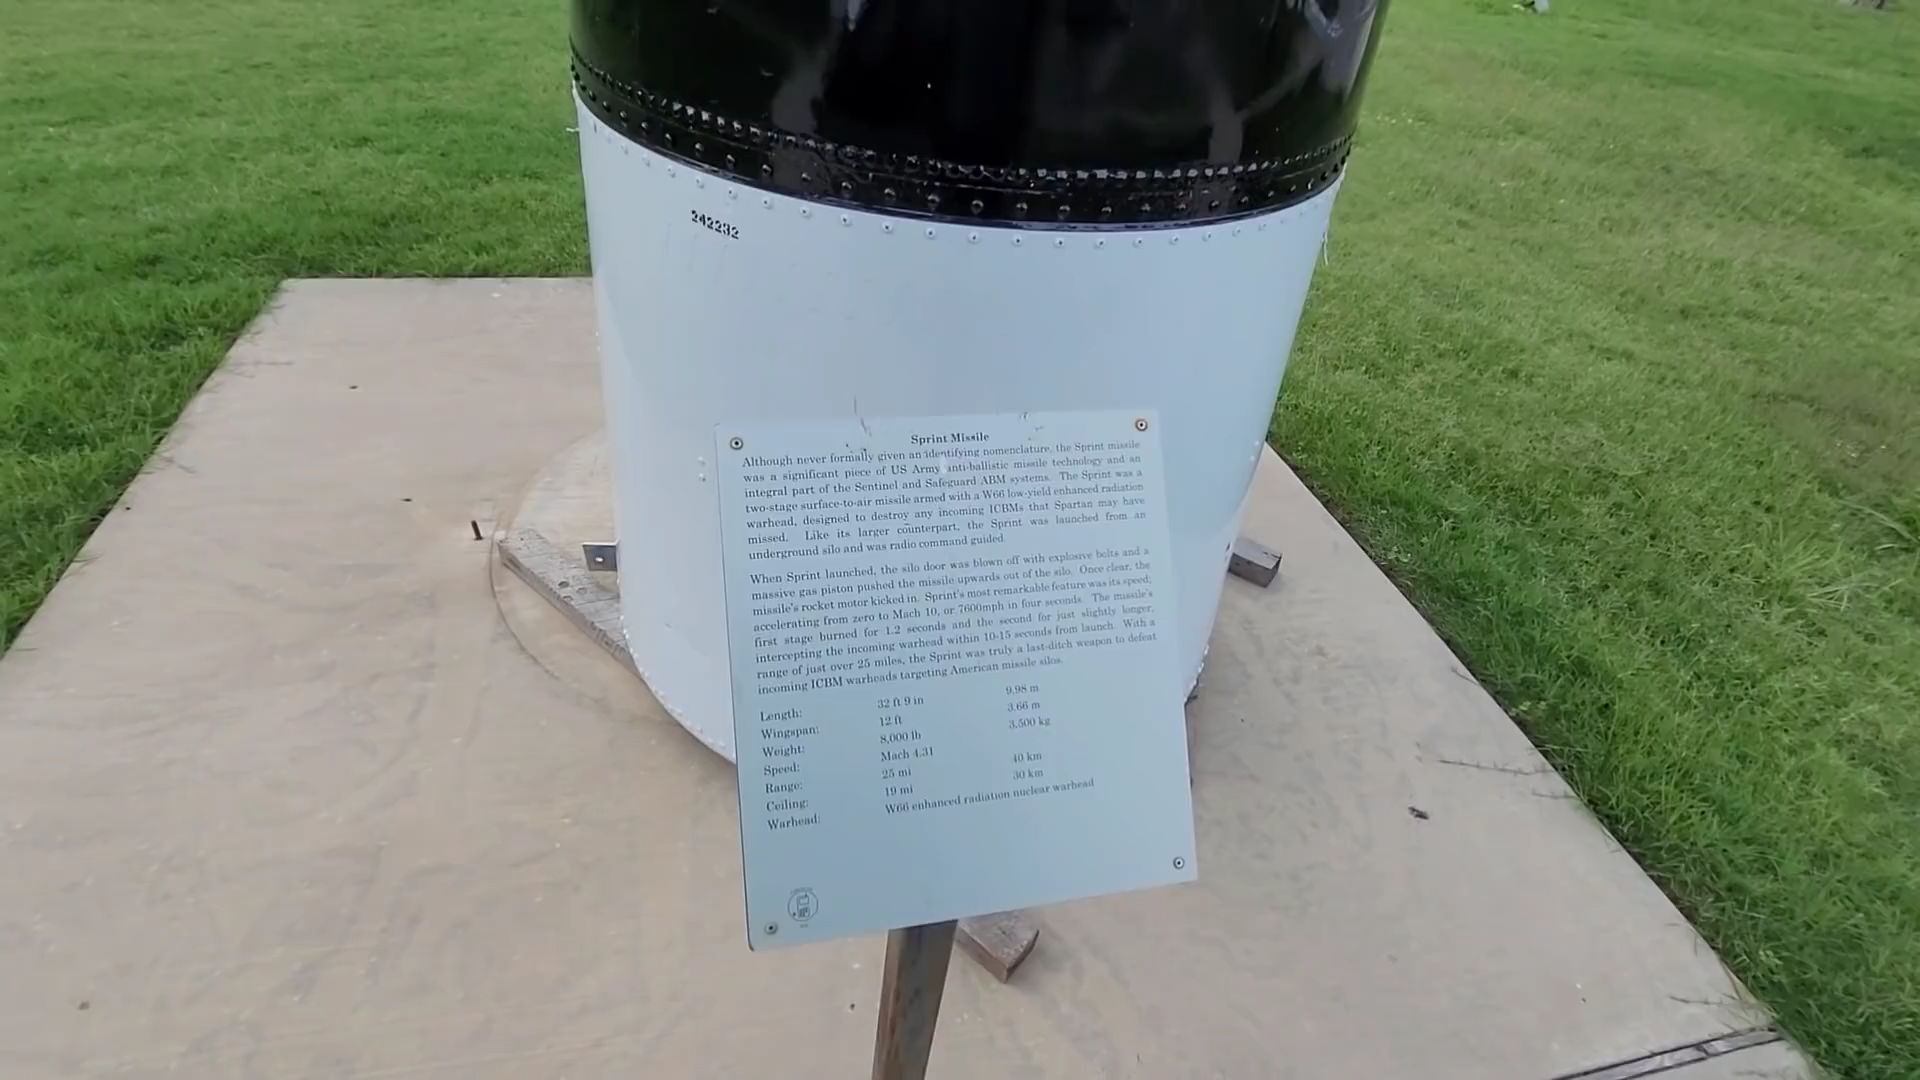 242232
Sprint Missile
Although never formally given an identifying nomenclature, the Sprint missile
was a significant piece of US Army anti-ballistic missile technology and an
integral part of the Sentinel and Safeguard ABM systems. The Sprint was a
two-stage surface-to-air missile armed with a W66 low-yield enhanced radiation
warhead, designed to destroy any incoming ICBMs that Spartan may have
missed. Like its larger counterpart, the Sprint was launched from an
underground silo and was radio command guided.
When Sprint launched, the silo door was blown off with explosive bolts and a
massive gas piston pushed the missile upwards out of the silo. Once clear, the
missile's rocket motor kicked in. Sprint's most remarkable feature was its speed;
accelerating from zero to Mach 10, or 7600mph in four seconds. The missile's
first stage burned for 1.2 seconds and the second for just slightly longer,
intercepting the incoming warhead within 10-15 seconds from launch. With a
range of just over 25 miles, the Sprint was truly a last-ditch weapon to defeat
incoming ICBM warheads targeting American missile silos.
Length: 32 ft 9 in 9.98 m
Wingspan: 12 ft 3.66 m
Weight: 8,000 lb 3,500 kg
Speed: Mach 4.31
Range: 25 mi 40 km
Ceiling: 19 mi 30 km
Warhead: W66 enhanced radiation nuclear warhead